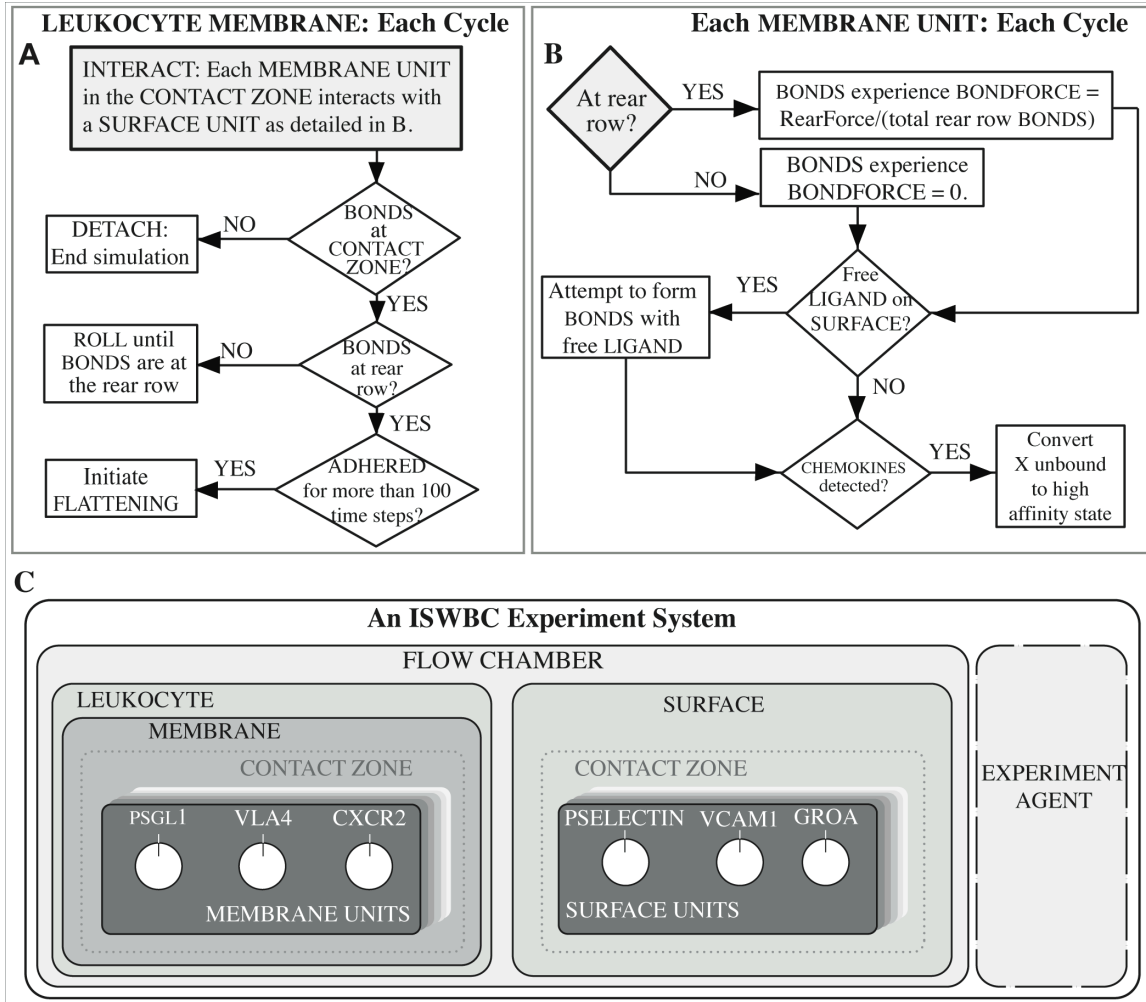 LEUKOCYTE MEMBRANE: Each Cycle
A
INTERACT: Each MEMBRANE UNIT
in the CONTACT ZONE interacts with
a SURFACE UNIT as detailed in B.
BONDS
at
CONTACT
ZONE?
NO
DETACH:
End simulation
YES
BONDS
at rear
row?
NO
ROLL until
BONDS are at
the rear row
YES
ADHERED
for more than 100
time steps?
YES
Initiate
FLATTENING
Each MEMBRANE UNIT: Each Cycle
B
At rear
row?
YES
BONDS experience BONDFORCE =
RearForce/(total rear row BONDS)
NO
BONDS experience
BONDFORCE = 0.
Free
LIGAND on
SURFACE?
YES
Attempt to form
BONDS with
free LIGAND
NO
CHEMOKINES
detected?
YES
Convert
X unbound
to high
affinity state
C
An ISWBC Experiment System
FLOW CHAMBER
LEUKOCYTE
MEMBRANE
CONTACT ZONE
PSGL1 VLA4 CXCR2
MEMBRANE UNITS
SURFACE
CONTACT ZONE
PSELECTIN VCAM1 GROA
SURFACE UNITS
EXPERIMENT
AGENT